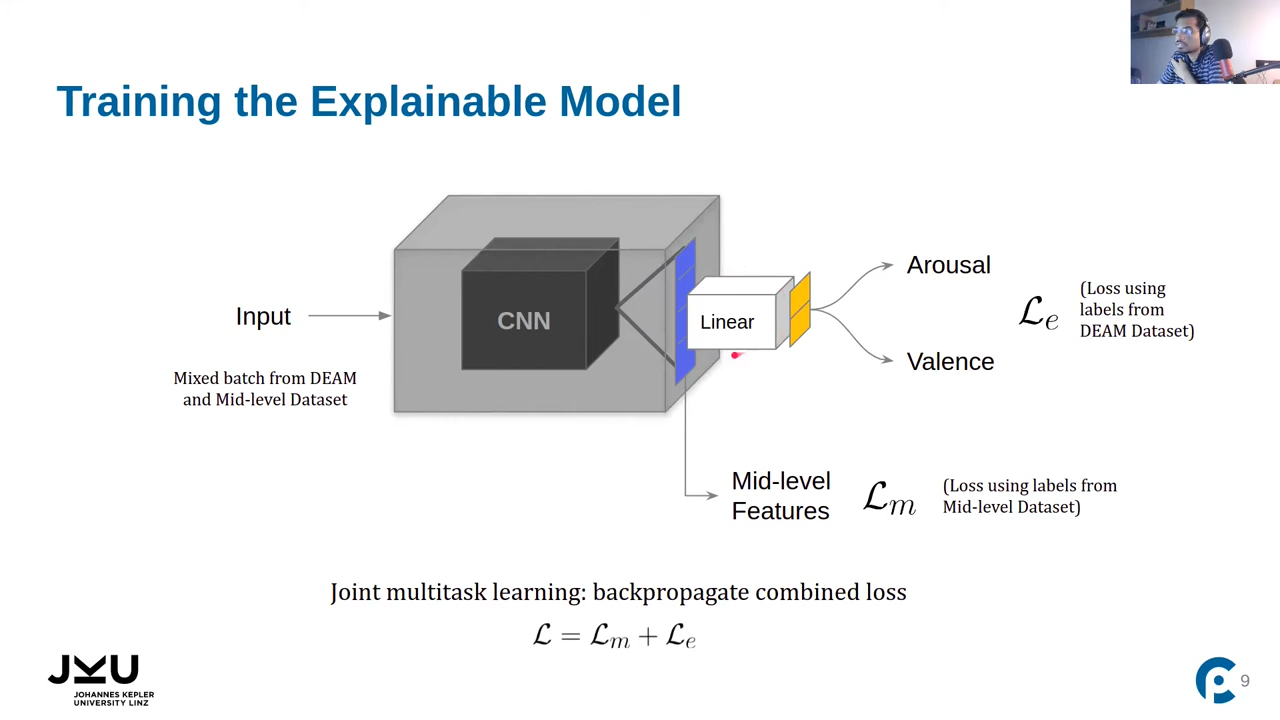 Training the Explainable Model
Input
Mixed batch from DEAM
and Mid-level Dataset
CNN
Linear
Arousal
Valence
ℒe
(Loss using
labels from
DEAM Dataset)
Mid-level
Features
ℒm
(Loss using labels from
Mid-level Dataset)
Joint multitask learning: backpropagate combined loss
ℒ = ℒm + ℒe
JKU
JOHANNES KEPLER
UNIVERSITY LINZ
9